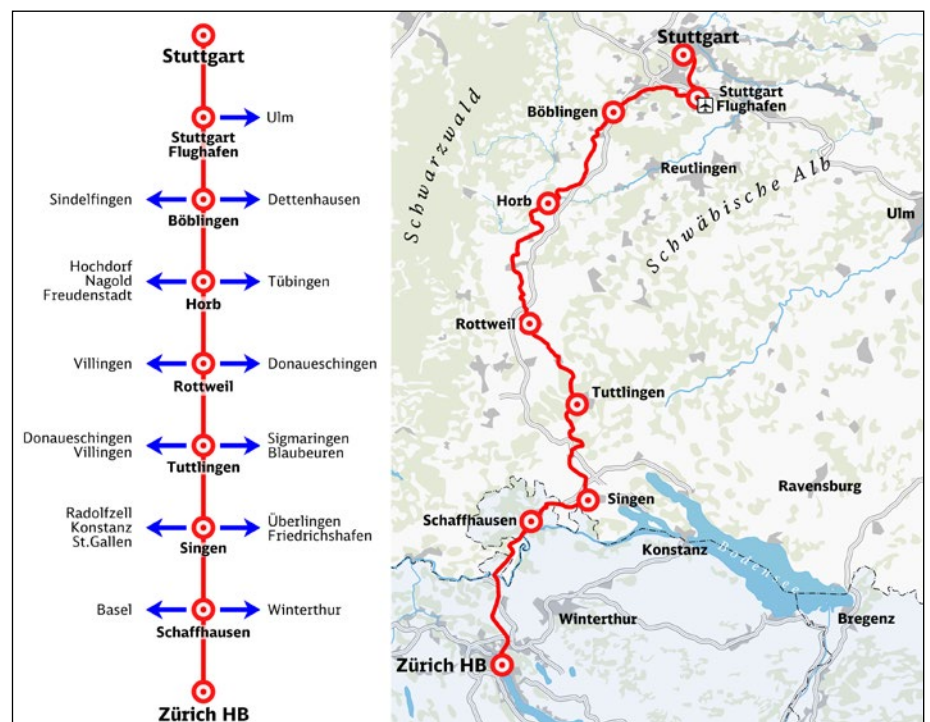 Stuttgart
Stuttgart
Flughafen
Ulm
Sindelfingen
Böblingen
Dettenhausen
Hochdorf
Nagold
Freudenstadt
Horb
Tübingen
Villingen
Rottweil
Donaueschingen
Donaueschingen
Villingen
Tuttlingen
Sigmaringen
Blaubeuren
Radolfzell
Konstanz
St.Gallen
Singen
Überlingen
Friedrichshafen
Basel
Schaffhausen
Winterthur
Zürich HB
Stuttgart
Stuttgart
Flughafen
Böblingen
Schwarzwald
Reutlingen
Schwäbische Alb
Horb
Ulm
Rottweil
Tuttlingen
Ravensburg
Singen
Schaffhausen
Konstanz
Bodensee
Winterthur
Bregenz
Zürich HB